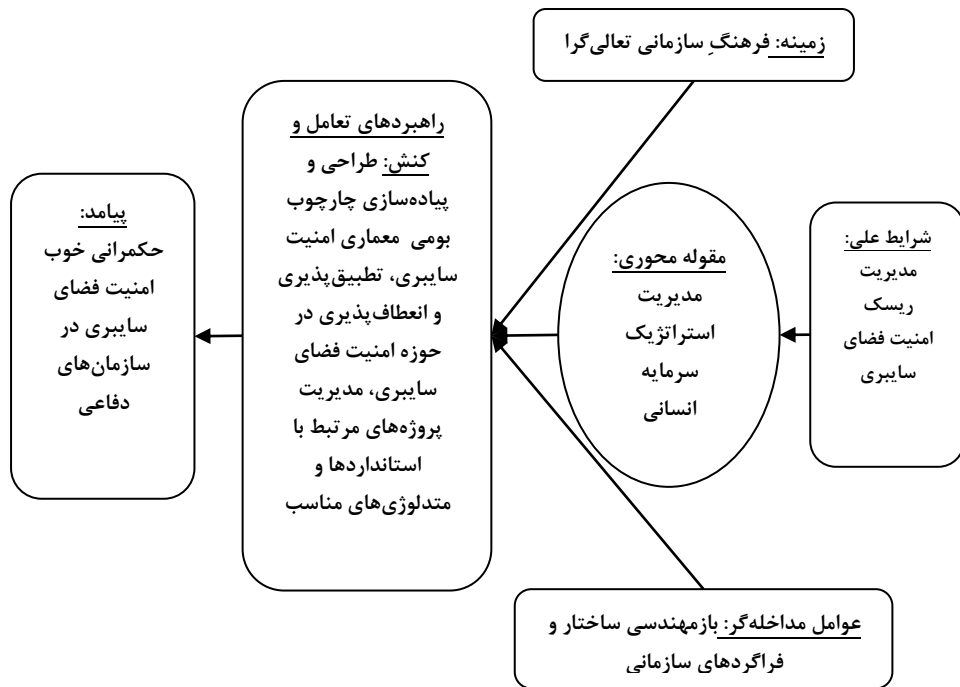 زمینه: فرهنگِ سازمانی تعالی‌گرا
شرایط علی:
مدیریت
ریسک
امنیت فضای
سایبری
مقوله محوری:
مدیریت
استراتژیک
سرمایه
انسانی
راهبردهای تعامل و
کنش: طراحی و
پیاده‌سازی چارچوب
بومی معماری امنیت
سایبری، تطبیق‌پذیری
و انعطاف‌پذیری در
حوزه امنیت فضای
سایبری، مدیریت
پروژه‌های مرتبط با
استانداردها و
متدلوژی‌های مناسب
پیامد:
حکمرانی خوب
امنیت فضای
سایبری در
سازمان‌های
دفاعی
عوامل مداخله‌گر: بازمهندسی ساختار و
فراگردهای سازمانی